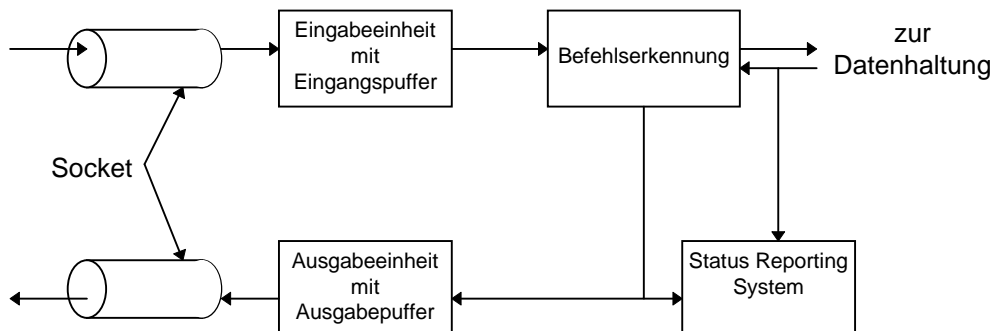 Eingabeeinheit
mit
Eingangspuffer
Befehlserkennung
zur
Datenhaltung
Socket
Ausgabeeinheit
mit
Ausgabepuffer
Status Reporting
System